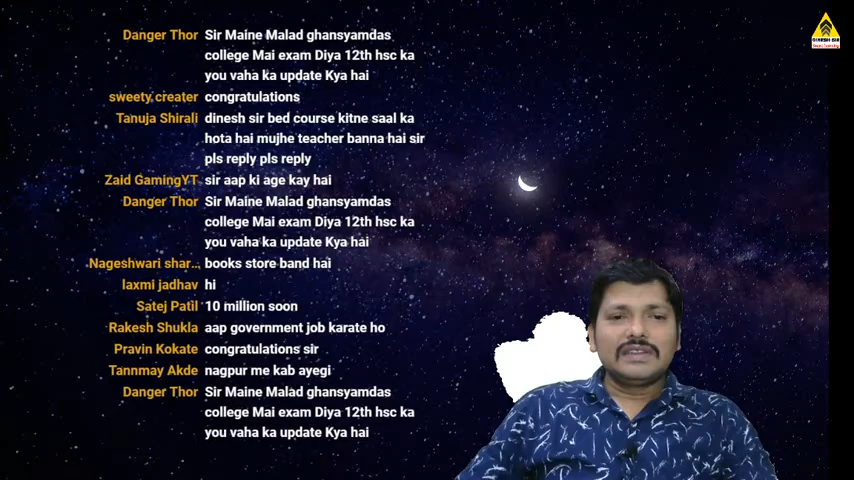 Danger Thor Sir Maine Malad ghansyamdas
college Mai exam Diya 12th hsc ka
you vaha ka update Kya hai
sweety creater congratulations
Tanuja Shirali dinesh sir bed course kitne saal ka
hota hai mujhe teacher banna hai sir
pls reply pls reply
Zaid GamingYT sir aap ki age kay hai
Danger Thor Sir Maine Malad ghansyamdas
college Mai exam Diya 12th hsc ka
you vaha ka update Kya hai
Nageshwari shar... books store band hai
laxmi jadhav hi
Satej Patil 10 million soon
Rakesh Shukla aap government job karate ho
Pravin Kokate congratulations sir
Tannmay Akde nagpur me kab ayegi
Danger Thor Sir Maine Malad ghansyamdas
college Mai exam Diya 12th hsc ka
you vaha ka update Kya hai
DINESH SIR